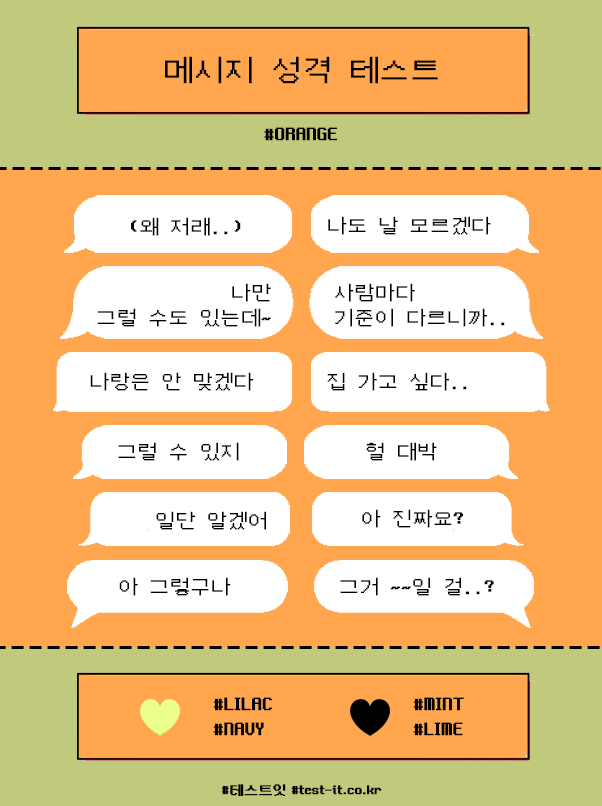 메시지 성격 테스트
#ORANGE
(왜 저래..)
나도 날 모르겠다
나만
그럴 수도 있는데~
사람마다
기준이 다르니까..
나랑은 안 맞겠다
집 가고 싶다..
그럴 수 있지
헐 대박
일단 알겠어
아 진짜요?
아 그렇구나
그거 ~~일 걸..?
#LILAC
#NAVY
#MINT
#LIME
#테스트잇 #test-it.co.kr